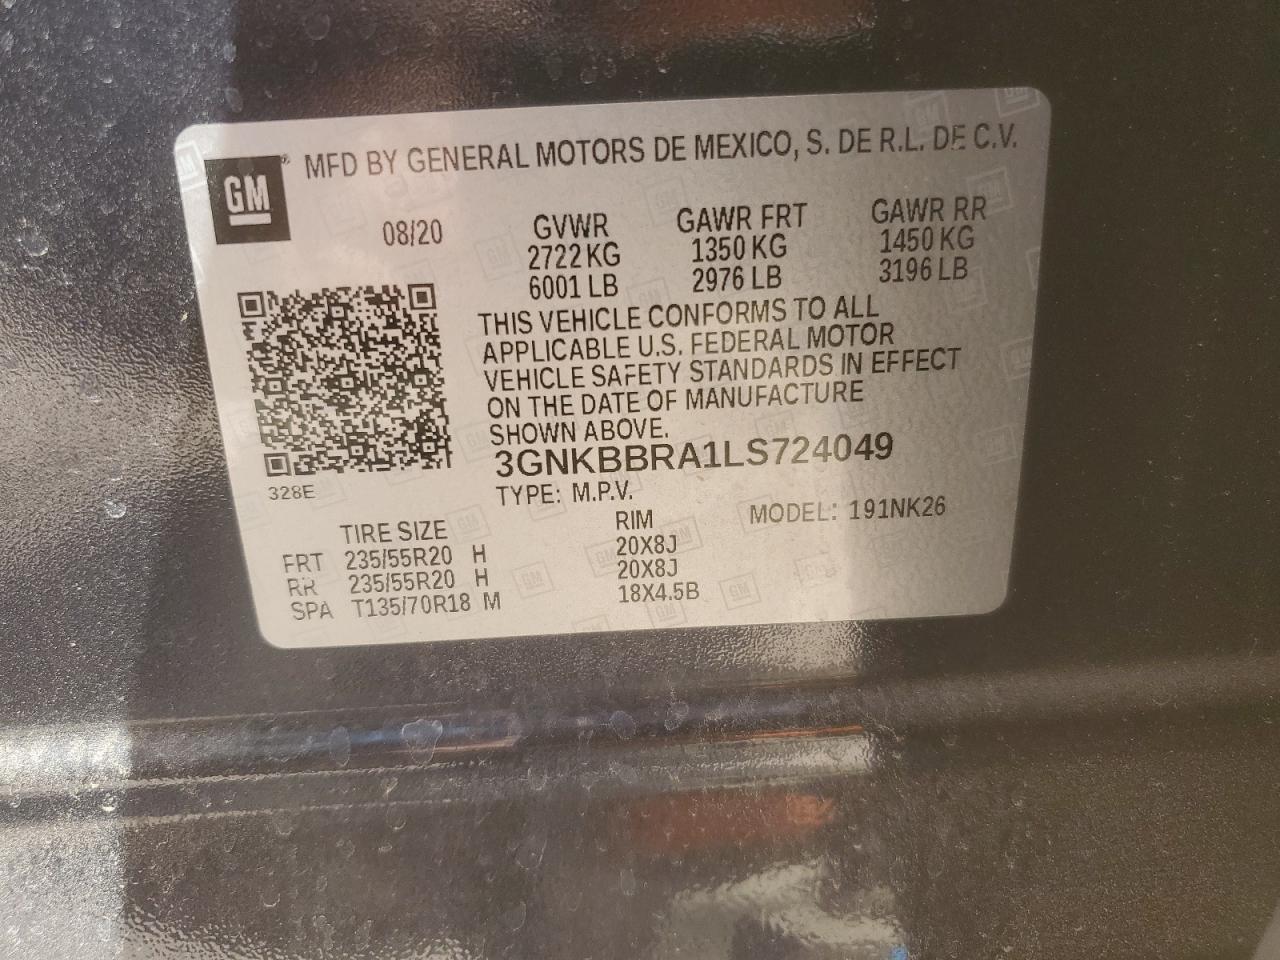 GM® MFD BY GENERAL MOTORS DE MEXICO, S. DE R.L. DE C.V.
08/20 GVWR GAWR FRT GAWR RR
2722 KG 1350 KG 1450 KG
6001 LB 2976 LB 3196 LB
THIS VEHICLE CONFORMS TO ALL
APPLICABLE U.S. FEDERAL MOTOR
VEHICLE SAFETY STANDARDS IN EFFECT
ON THE DATE OF MANUFACTURE
SHOWN ABOVE.
3GNKBBRA1LS724049
328E
TYPE: M.P.V. MODEL: 191NK26
TIRE SIZE RIM
FRT 235/55R20 H 20X8J
RR 235/55R20 H 20X8J
SPA T135/70R18 M 18X4.5B